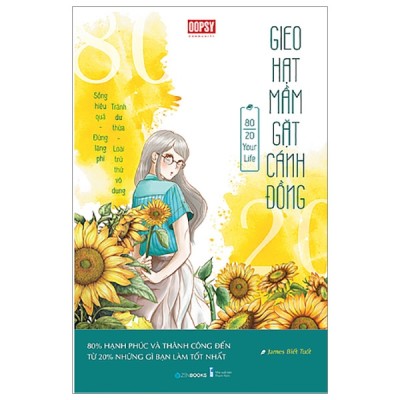 OOPSY
80
20
GIEO
HẠT
MẦM
GẶT
CÁNH
ĐỒNG
80
20
Your
Life
Sống
hiệu
quả
-
Đừng
lãng
phí
Tránh
dư
thừa
-
Loại
trừ
thứ
vô
dụng
80% HẠNH PHÚC VÀ THÀNH CÔNG ĐẾN
TỪ 20% NHỮNG GÌ BẠN LÀM TỐT NHẤT
James Biết Tuốt
ZENBOOKS